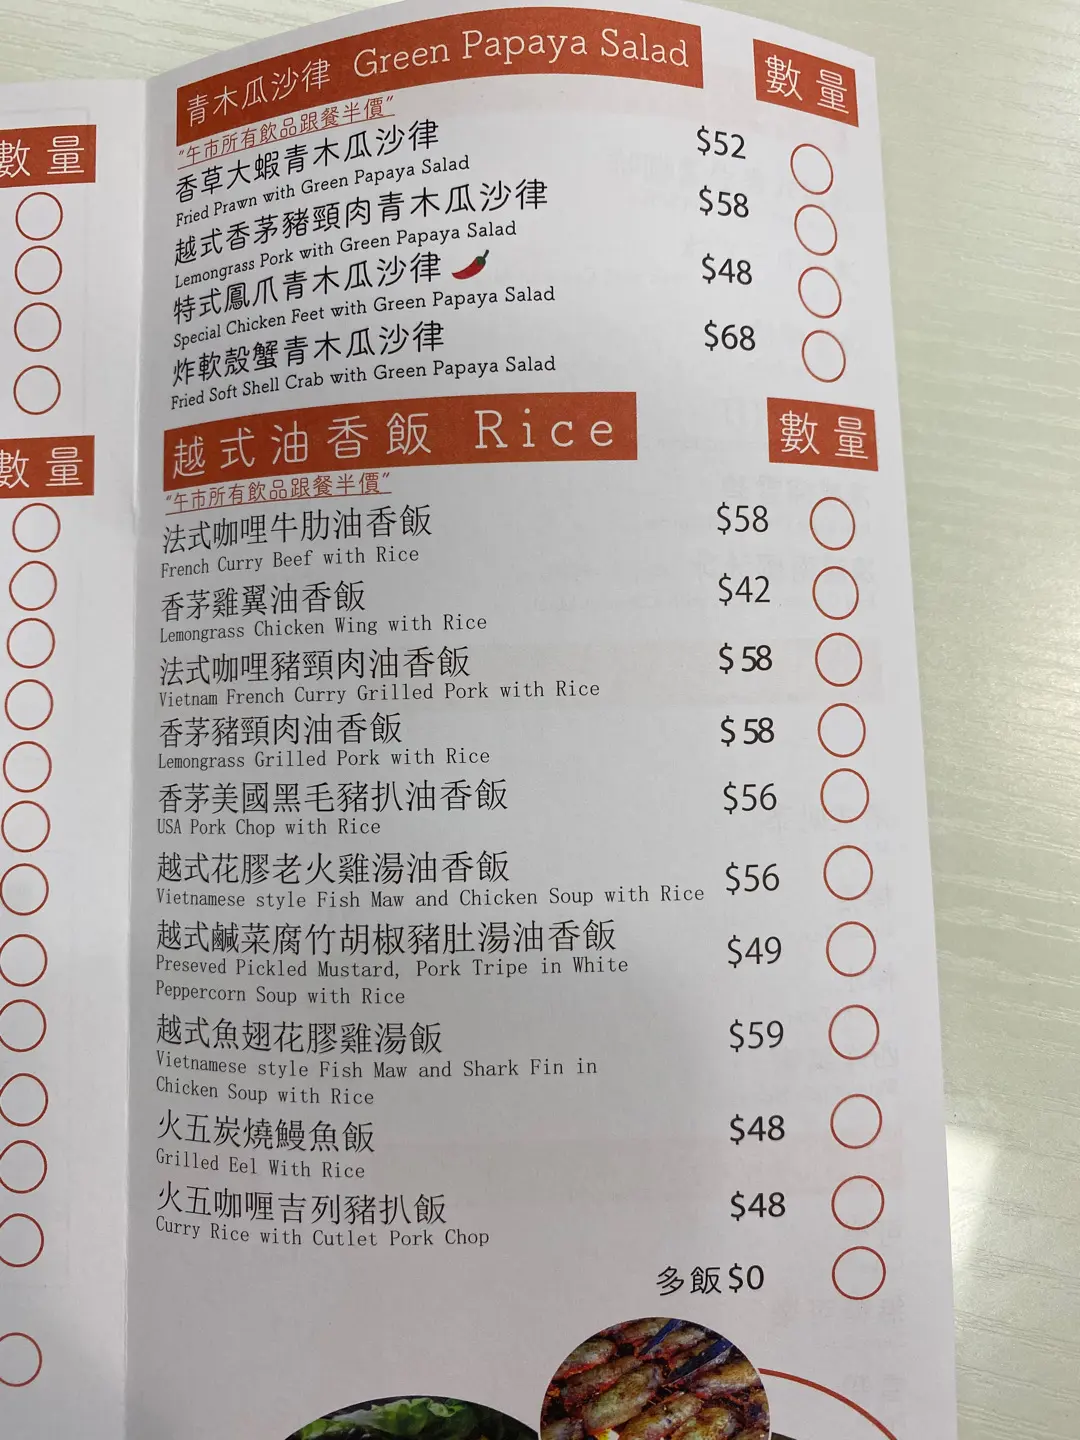 數量
數量
青木瓜沙律 Green Papaya Salad 數量
"午市所有飲品跟餐半價"
香草大蝦青木瓜沙律 $52
Fried Prawn with Green Papaya Salad
越式香茅豬頸肉青木瓜沙律 $58
Lemongrass Pork with Green Papaya Salad
特式鳳爪青木瓜沙律 $48
Special Chicken Feet with Green Papaya Salad
炸軟殼蟹青木瓜沙律 $68
Fried Soft Shell Crab with Green Papaya Salad
越式油香飯 Rice 數量
"午市所有飲品跟餐半價"
法式咖哩牛肋油香飯 $58
French Curry Beef with Rice
香茅雞翼油香飯 $42
Lemongrass Chicken Wing with Rice
法式咖哩豬頸肉油香飯 $58
Vietnam French Curry Grilled Pork with Rice
香茅豬頸肉油香飯 $58
Lemongrass Grilled Pork with Rice
香茅美國黑毛豬扒油香飯 $56
USA Pork Chop with Rice
越式花膠老火雞湯油香飯 $56
Vietnamese style Fish Maw and Chicken Soup with Rice
越式鹹菜腐竹胡椒豬肚湯油香飯 $49
Preseved Pickled Mustard, Pork Tripe in White
Peppercorn Soup with Rice
越式魚翅花膠雞湯飯 $59
Vietnamese style Fish Maw and Shark Fin in
Chicken Soup with Rice
火五炭燒鰻魚飯 $48
Grilled Eel With Rice
火五咖喱吉列豬扒飯 $48
Curry Rice with Cutlet Pork Chop
多飯 $0